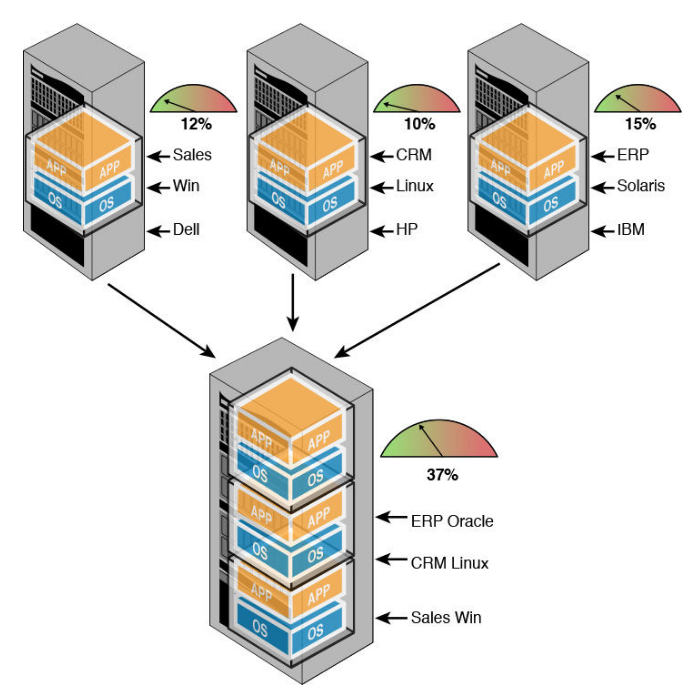 12%
10%
15%
Sales
Win
Dell
APP APP
OS OS
CRM
Linux
HP
APP APP
OS OS
ERP
Solaris
IBM
APP APP
OS OS
37%
APP APP
OS OS
APP APP
OS OS
APP APP
OS OS
ERP Oracle
CRM Linux
Sales Win